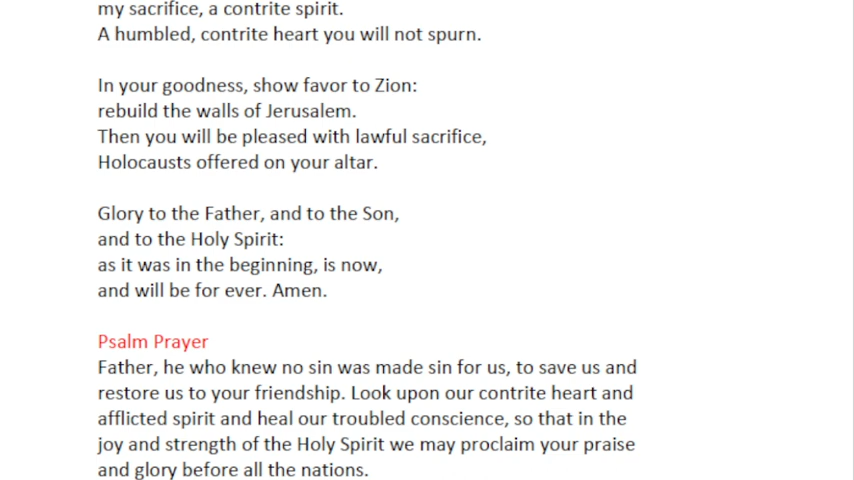 my sacrifice, a contrite spirit.
A humbled, contrite heart you will not spurn.
In your goodness, show favor to Zion:
rebuild the walls of Jerusalem.
Then you will be pleased with lawful sacrifice,
Holocausts offered on your altar.
Glory to the Father, and to the Son,
and to the Holy Spirit:
as it was in the beginning, is now,
and will be for ever. Amen.
Psalm Prayer
Father, he who knew no sin was made sin for us, to save us and
restore us to your friendship. Look upon our contrite heart and
afflicted spirit and heal our troubled conscience, so that in the
joy and strength of the Holy Spirit we may proclaim your praise
and glory before all the nations.